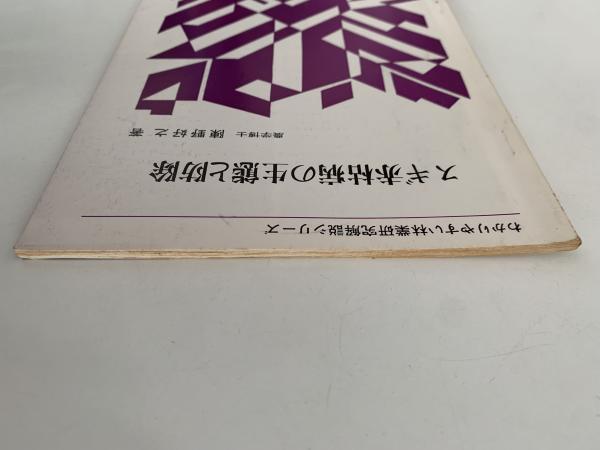 わかりやすい林業研究解説シリーズ
スギ赤枯病の生態と防除
農学博士 陳野好之 著